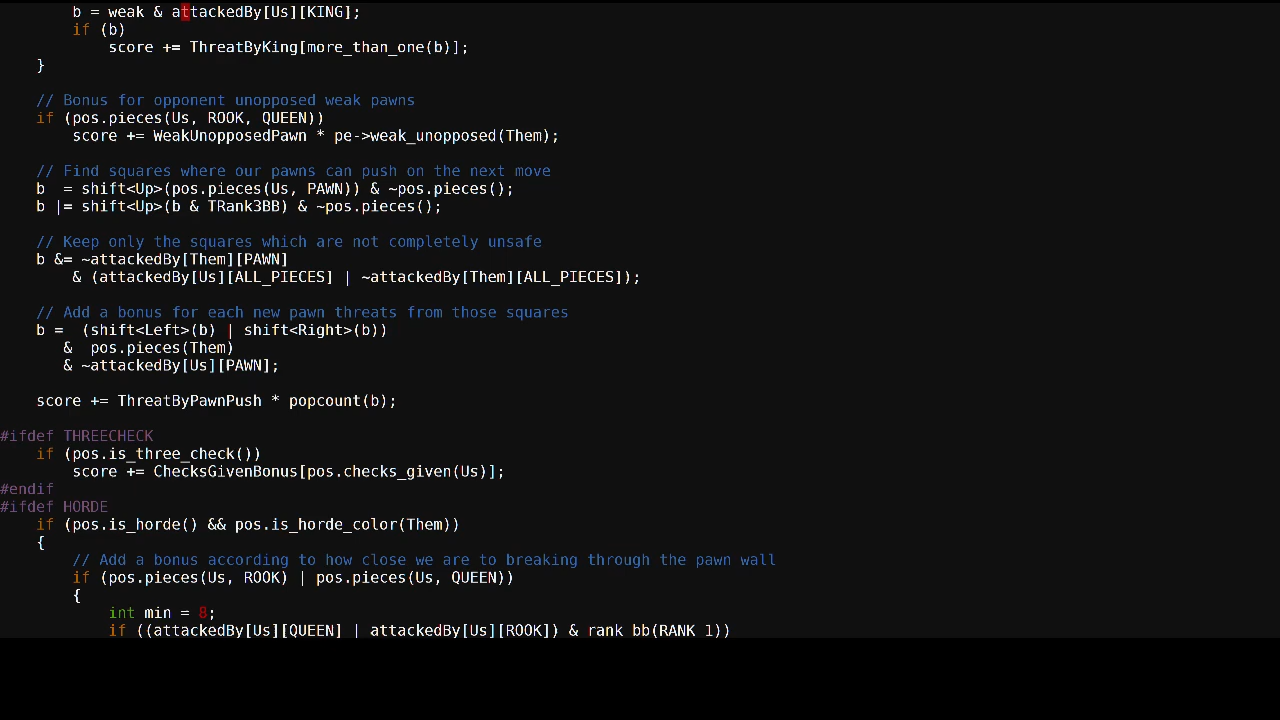 b = weak & attackedBy[Us][KING];
        if (b)
            score += ThreatByKing[more_than_one(b)];
    }

    // Bonus for opponent unopposed weak pawns
    if (pos.pieces(Us, ROOK, QUEEN))
        score += WeakUnopposedPawn * pe->weak_unopposed(Them);

    // Find squares where our pawns can push on the next move
    b  = shift<Up>(pos.pieces(Us, PAWN)) & ~pos.pieces();
    b |= shift<Up>(b & TRank3BB) & ~pos.pieces();

    // Keep only the squares which are not completely unsafe
    b &= ~attackedBy[Them][PAWN]
        & (attackedBy[Us][ALL_PIECES] | ~attackedBy[Them][ALL_PIECES]);

    // Add a bonus for each new pawn threats from those squares
    b =  (shift<Left>(b) | shift<Right>(b))
       &  pos.pieces(Them)
       & ~attackedBy[Us][PAWN];

    score += ThreatByPawnPush * popcount(b);

#ifdef THREECHECK
    if (pos.is_three_check())
        score += ChecksGivenBonus[pos.checks_given(Us)];
#endif
#ifdef HORDE
    if (pos.is_horde() && pos.is_horde_color(Them))
    {
        // Add a bonus according to how close we are to breaking through the pawn wall
        if (pos.pieces(Us, ROOK) | pos.pieces(Us, QUEEN))
        {
            int min = 8;
            if ((attackedBy[Us][QUEEN] | attackedBy[Us][ROOK]) & rank_bb(RANK_1))